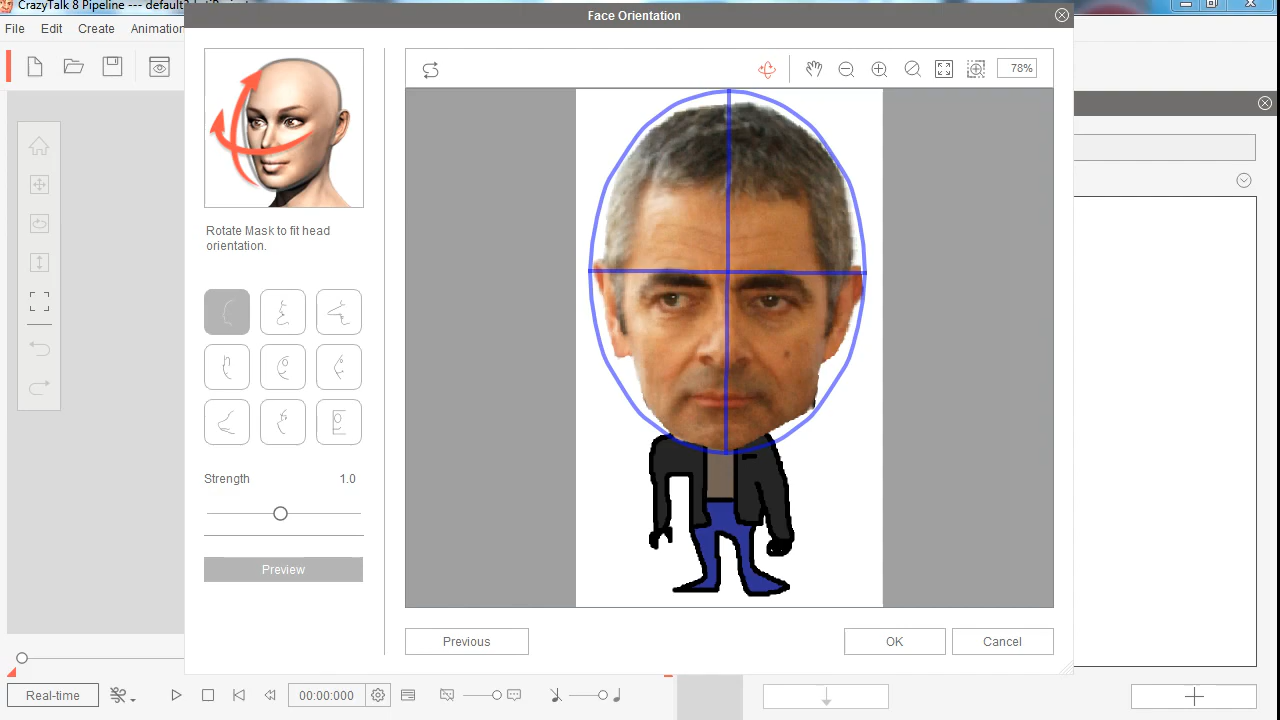 CrazyTalk 8 Pipeline --- default
Face Orientation
File Edit Create Animation
78%
Rotate Mask to fit head
orientation.
Strength 1.0
Preview
Previous
OK
Cancel
Real-time
00:00:000